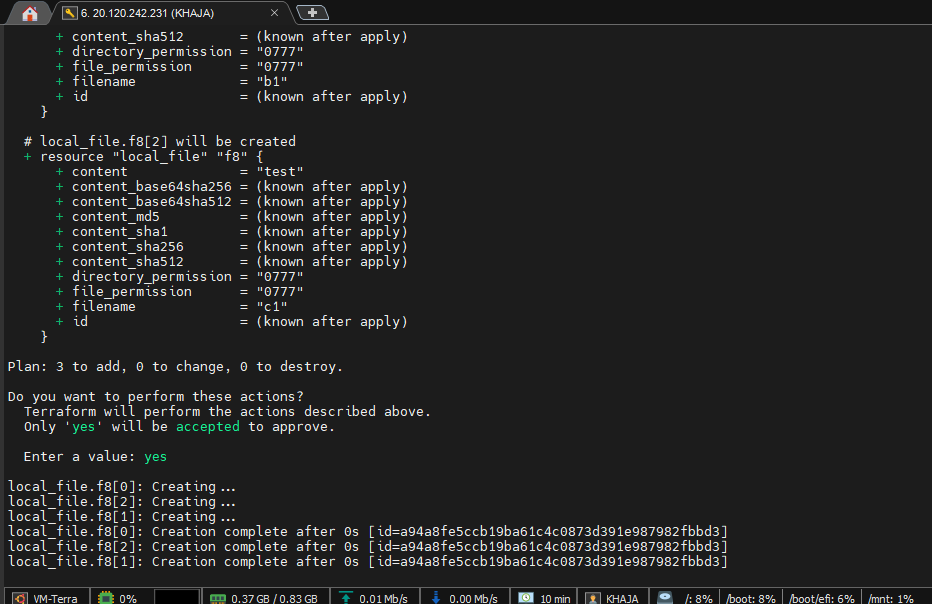 6. 20.120.242.231 (KHAJA)
+ content_sha512 = (known after apply)
+ directory_permission = "0777"
+ file_permission = "0777"
+ filename = "b1"
+ id = (known after apply)
}
# local_file.f8[2] will be created
+ resource "local_file" "f8" {
+ content = "test"
+ content_base64sha256 = (known after apply)
+ content_base64sha512 = (known after apply)
+ content_md5 = (known after apply)
+ content_sha1 = (known after apply)
+ content_sha256 = (known after apply)
+ content_sha512 = (known after apply)
+ directory_permission = "0777"
+ file_permission = "0777"
+ filename = "c1"
+ id = (known after apply)
}
Plan: 3 to add, 0 to change, 0 to destroy.
Do you want to perform these actions?
Terraform will perform the actions described above.
Only 'yes' will be accepted to approve.
Enter a value: yes
local_file.f8[0]: Creating...
local_file.f8[2]: Creating...
local_file.f8[1]: Creating...
local_file.f8[0]: Creation complete after 0s [id=a94a8fe5ccb19ba61c4c0873d391e987982fbbd3]
local_file.f8[2]: Creation complete after 0s [id=a94a8fe5ccb19ba61c4c0873d391e987982fbbd3]
local_file.f8[1]: Creation complete after 0s [id=a94a8fe5ccb19ba61c4c0873d391e987982fbbd3]
VM-Terra 0% 0.37 GB / 0.83 GB 0.01 Mb/s 0.00 Mb/s 10 min KHAJA /: 8% /boot: 8% /boot/efi: 6% /mnt: 1%